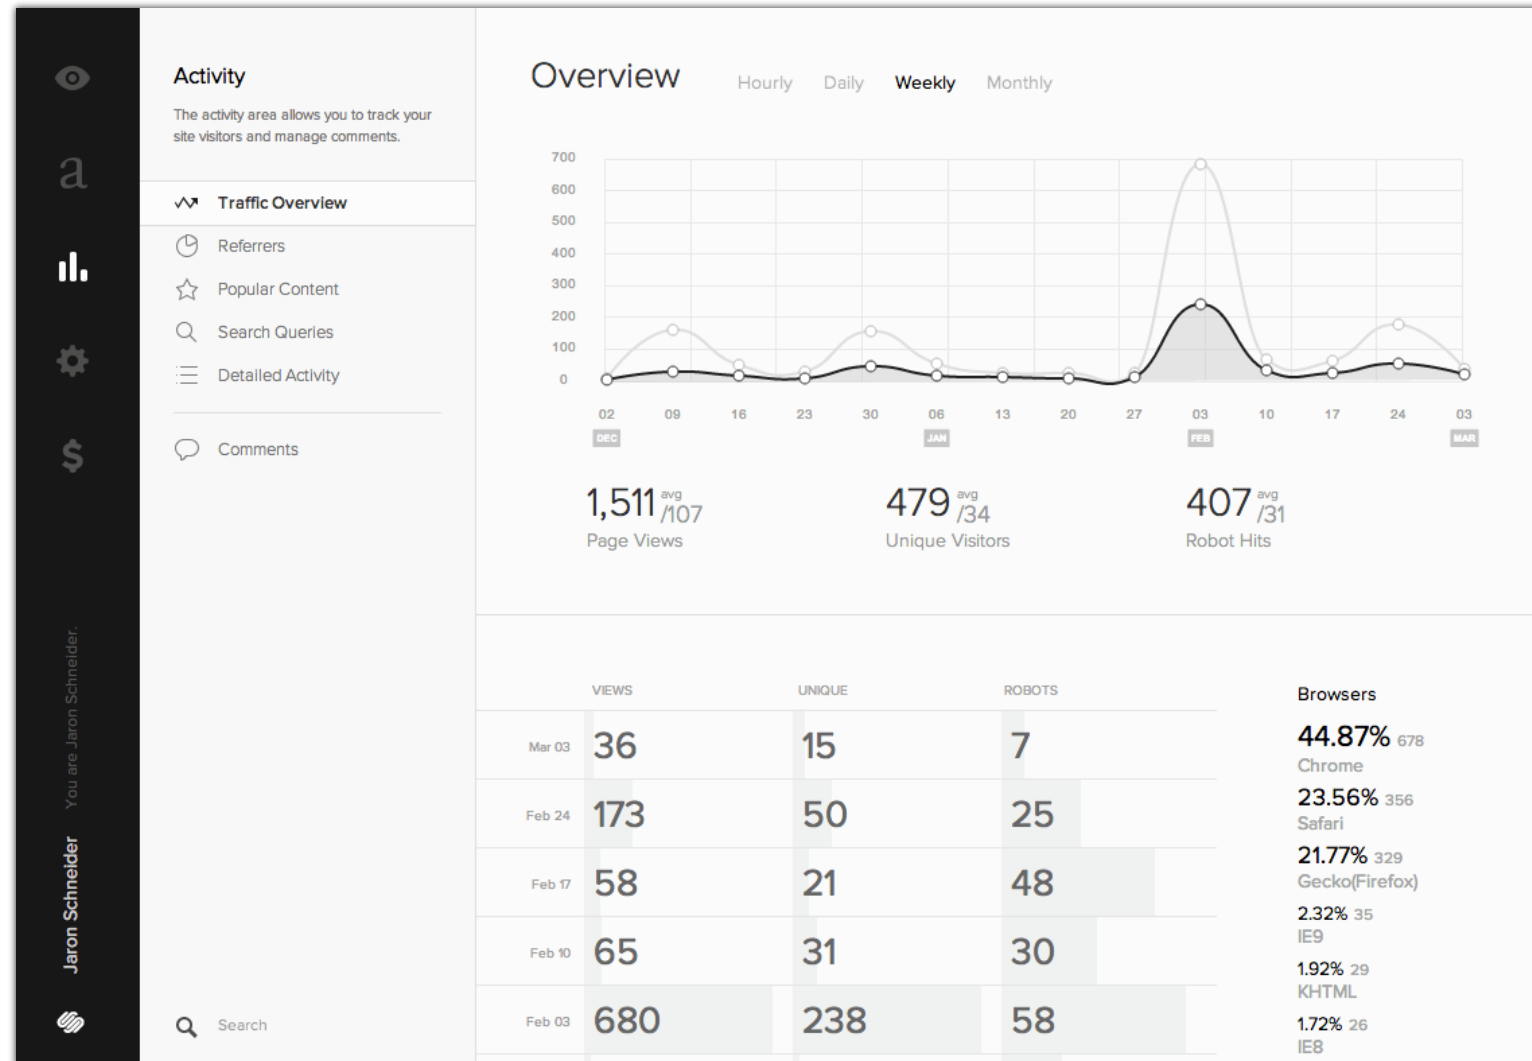 a
You are Jaron Schneider.
Jaron Schneider
Activity
The activity area allows you to track your
site visitors and manage comments.
Traffic Overview
Referrers
Popular Content
Search Queries
Detailed Activity
Comments
Search
Overview
Hourly Daily Weekly Monthly
700
600
500
400
300
200
100
0
02 09 16 23 30 06 13 20 27 03 10 17 24 03
DEC JAN FEB MAR
1,511 avg /107
Page Views
479 avg /34
Unique Visitors
407 avg /31
Robot Hits
VIEWS UNIQUE ROBOTS
Mar 03 36 15 7
Feb 24 173 50 25
Feb 17 58 21 48
Feb 10 65 31 30
Feb 03 680 238 58
Browsers
44.87% 678
Chrome
23.56% 356
Safari
21.77% 329
Gecko(Firefox)
2.32% 35
IE9
1.92% 29
KHTML
1.72% 26
IE8